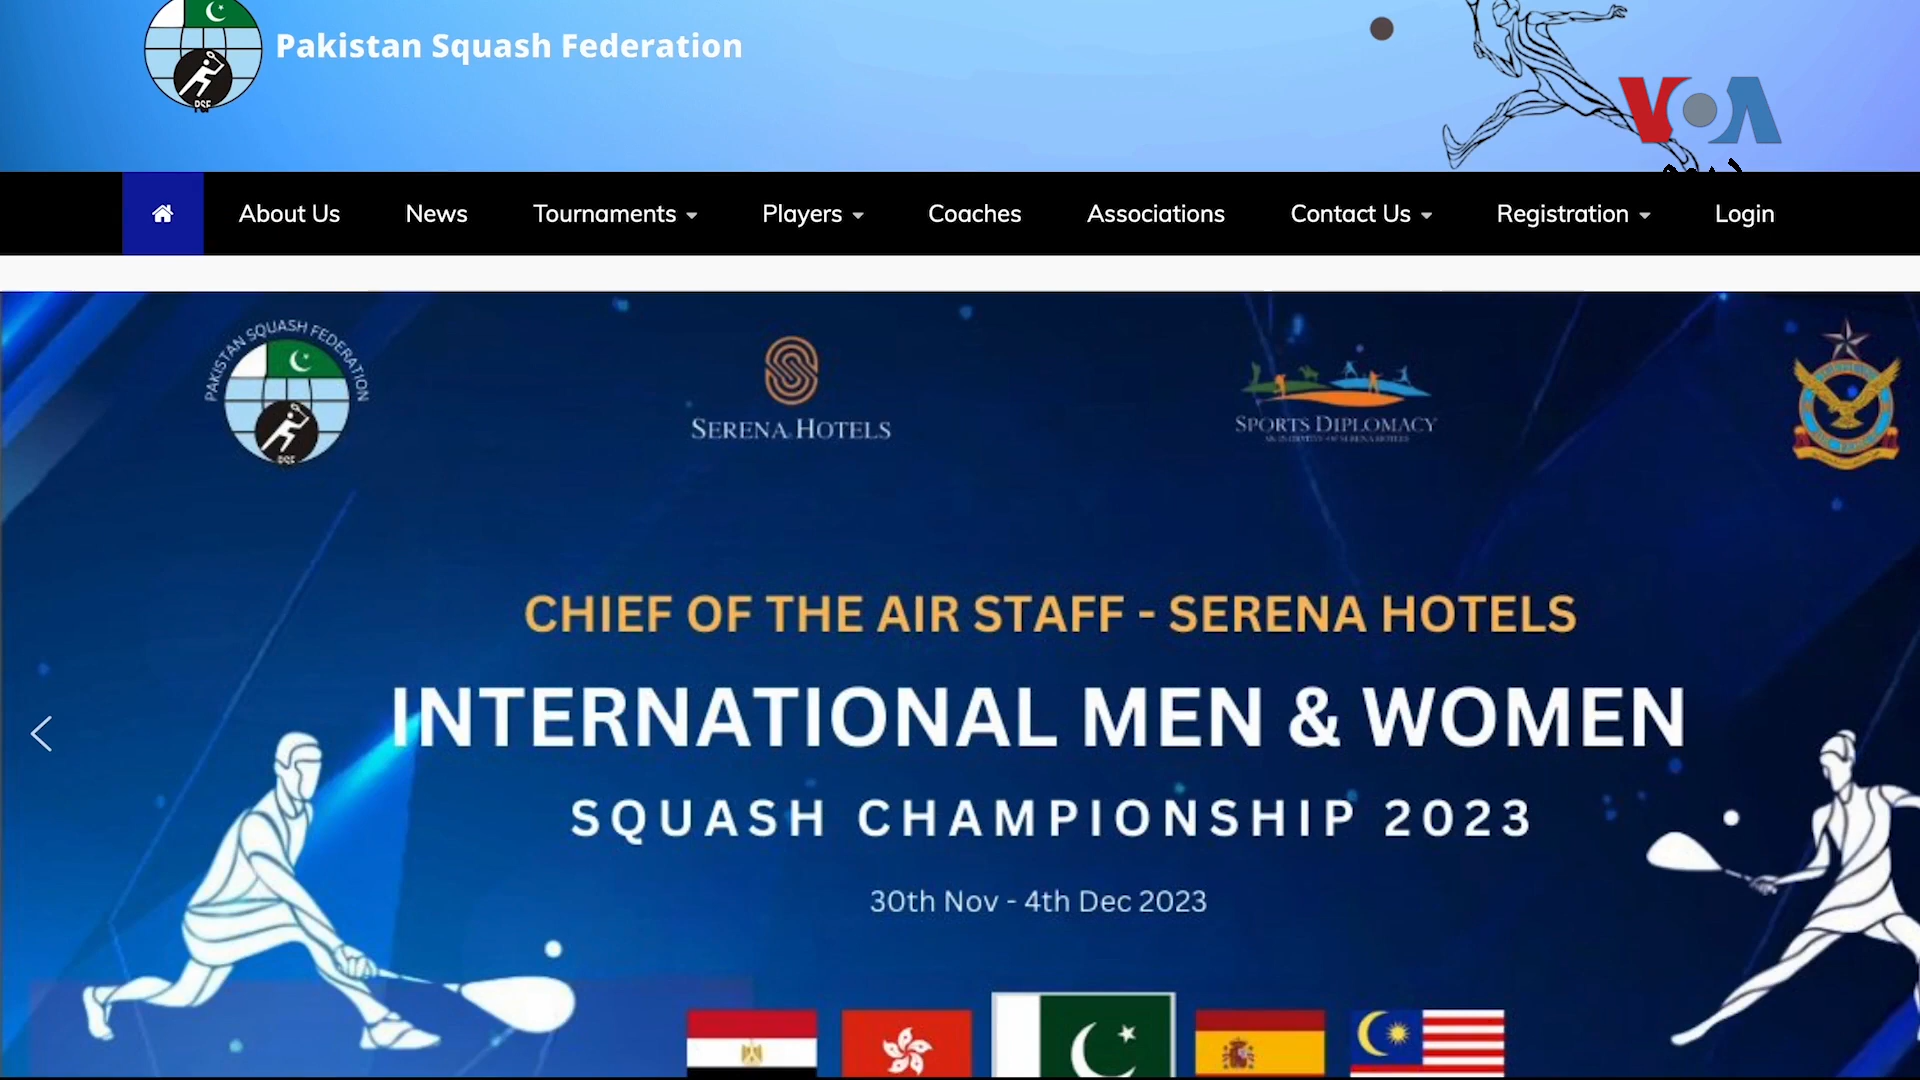 PSF
Pakistan Squash Federation
VOA
About Us
News
Tournaments
Players
Coaches
Associations
Contact Us
Registration
Login
PAKISTAN SQUASH FEDERATION
PSF
SERENA HOTELS
SPORTS DIPLOMACY
CHIEF OF THE AIR STAFF - SERENA HOTELS
INTERNATIONAL MEN & WOMEN
SQUASH CHAMPIONSHIP 2023
30th Nov - 4th Dec 2023